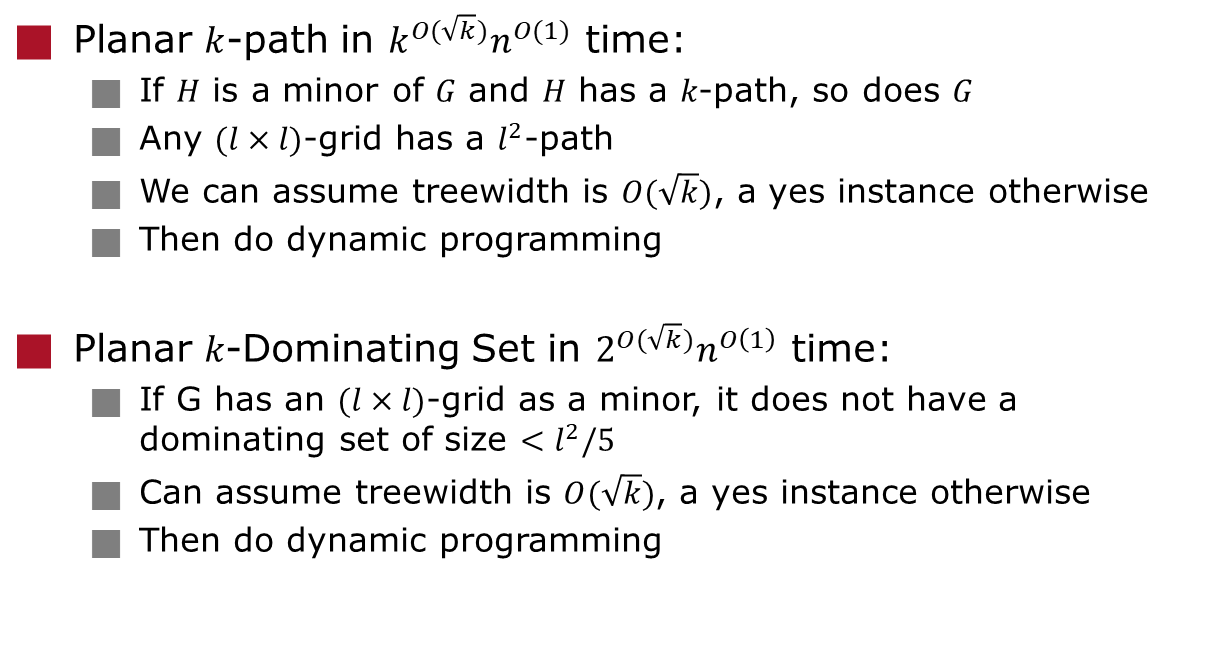 Planar k-path in k^{O(√k)}n^{O(1)} time:
If H is a minor of G and H has a k-path, so does G
Any (l × l)-grid has a l²-path
We can assume treewidth is O(√k), a yes instance otherwise
Then do dynamic programming
Planar k-Dominating Set in 2^{O(√k)}n^{O(1)} time:
If G has an (l × l)-grid as a minor, it does not have a
dominating set of size < l²/5
Can assume treewidth is O(√k), a yes instance otherwise
Then do dynamic programming